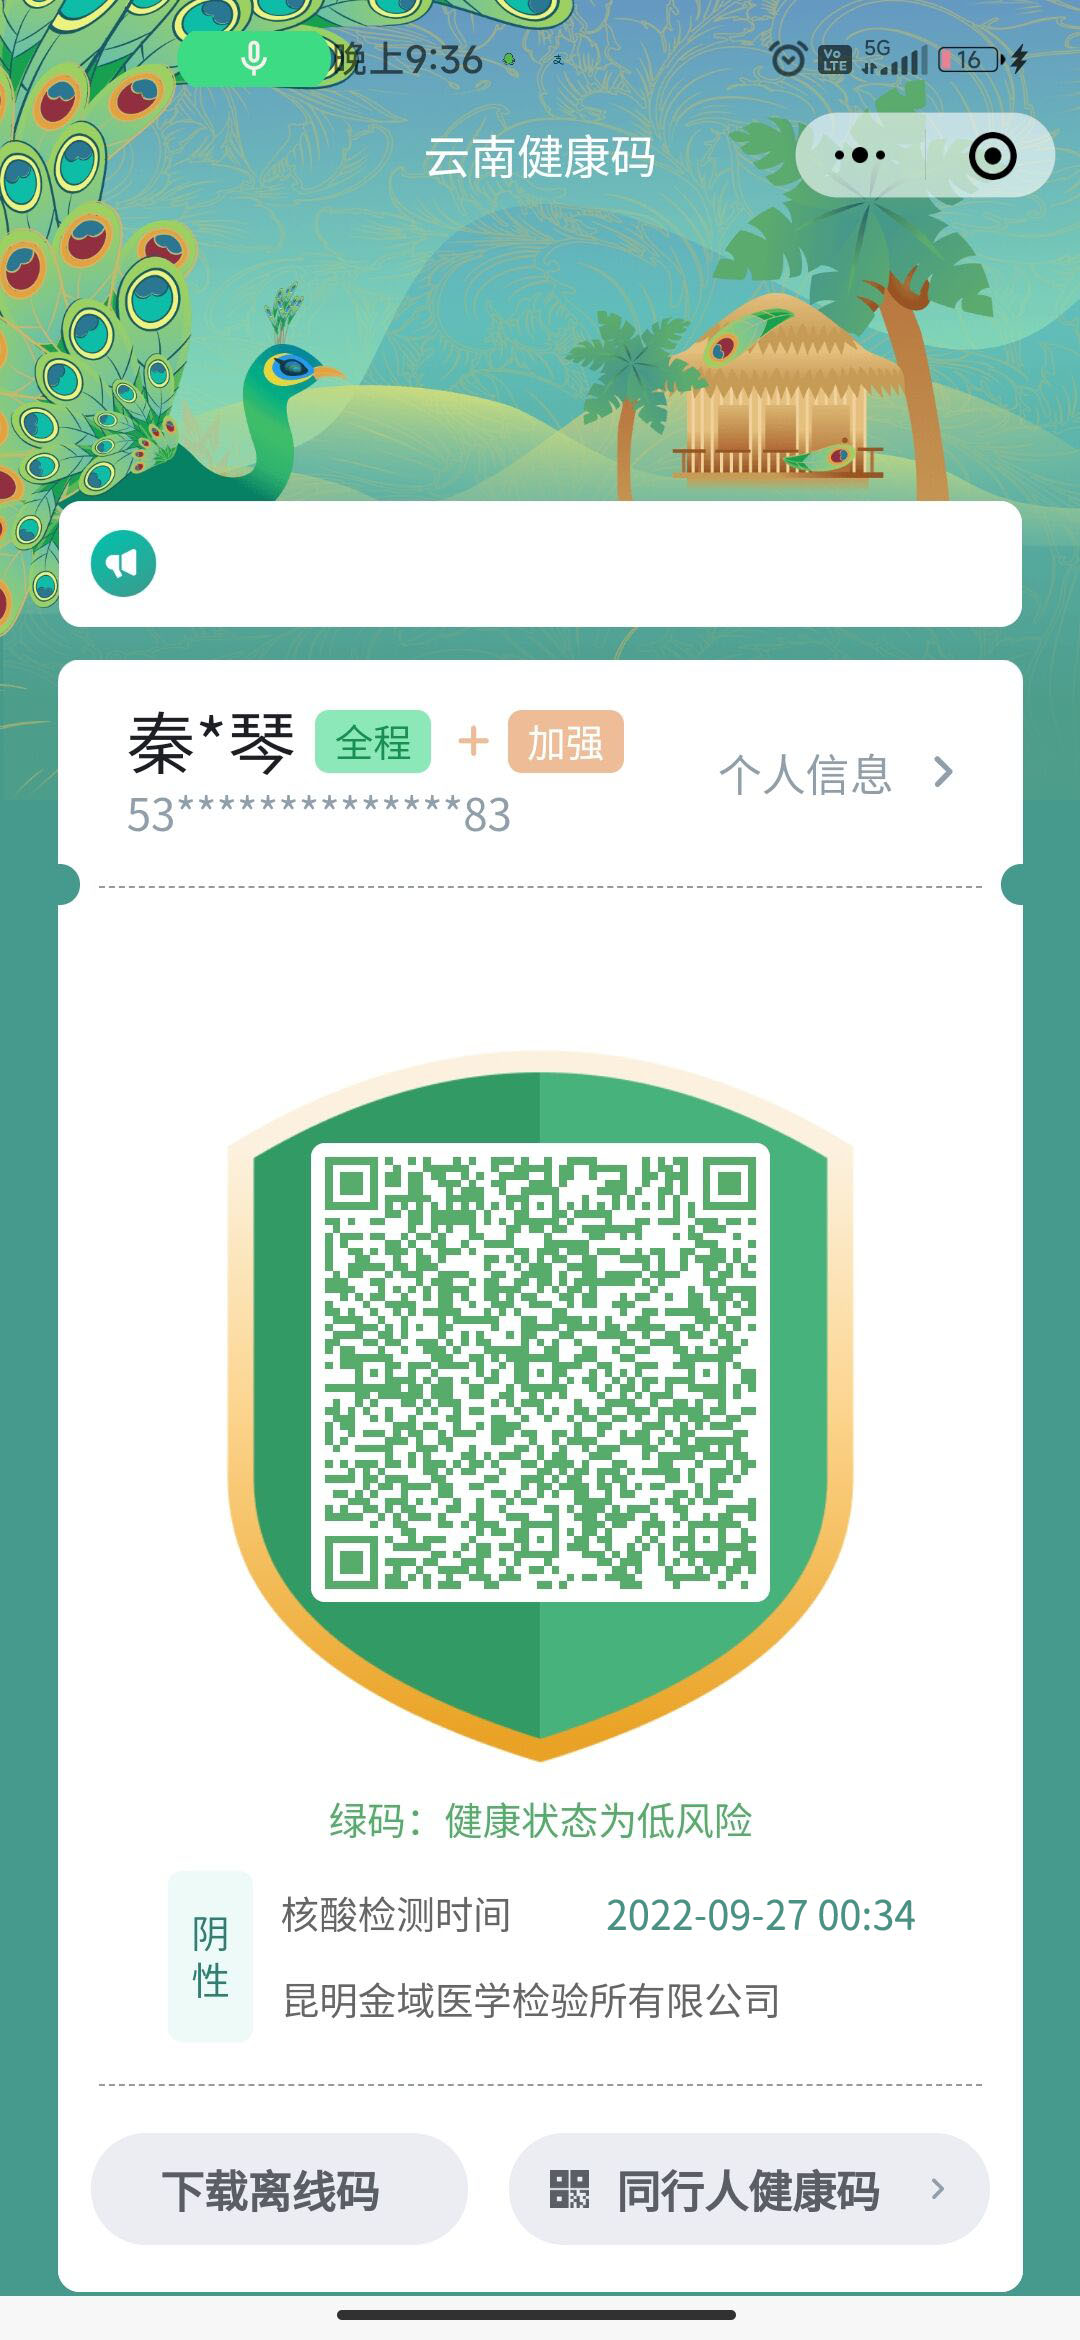 晚上9:36
5G
Vo
LTE
16
云南健康码
秦*琴 全程 + 加强
53**************83
个人信息
绿码：健康状态为低风险
阴性
核酸检测时间 2022-09-27 00:34
昆明金域医学检验所有限公司
下载离线码
同行人健康码